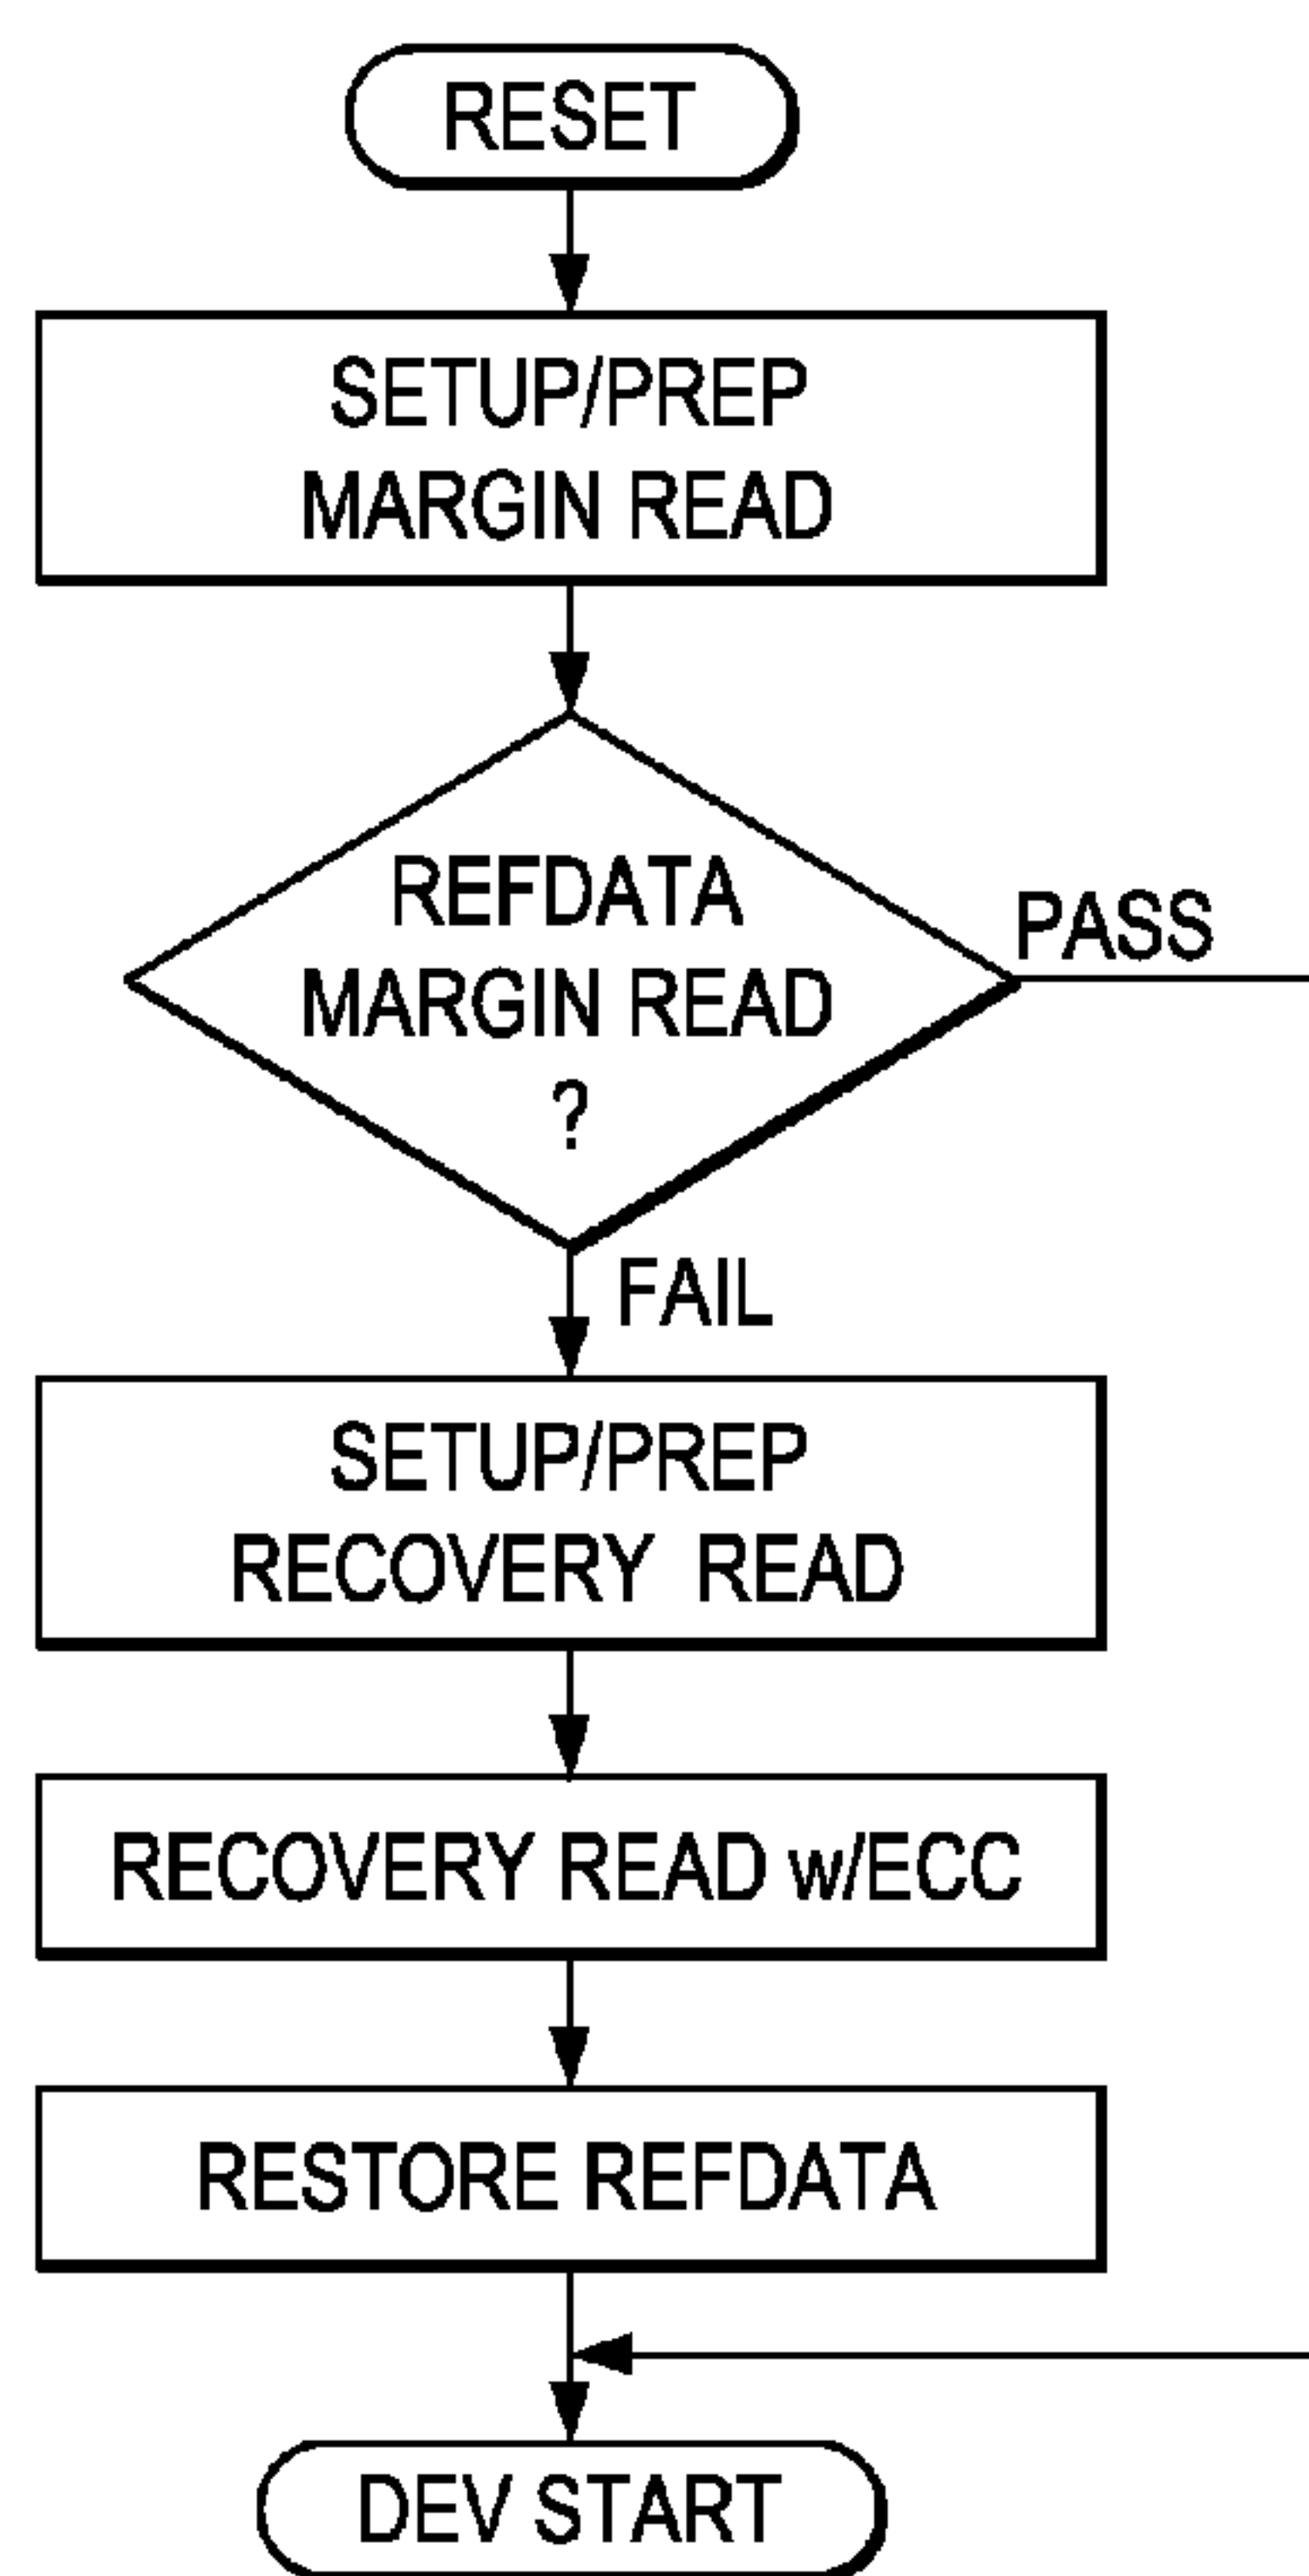 RESET
SETUP/PREP
MARGIN READ
REFDATA
MARGIN READ
?
PASS
FAIL
SETUP/PREP
RECOVERY READ
RECOVERY READ w/ECC
RESTORE REFDATA
DEV START